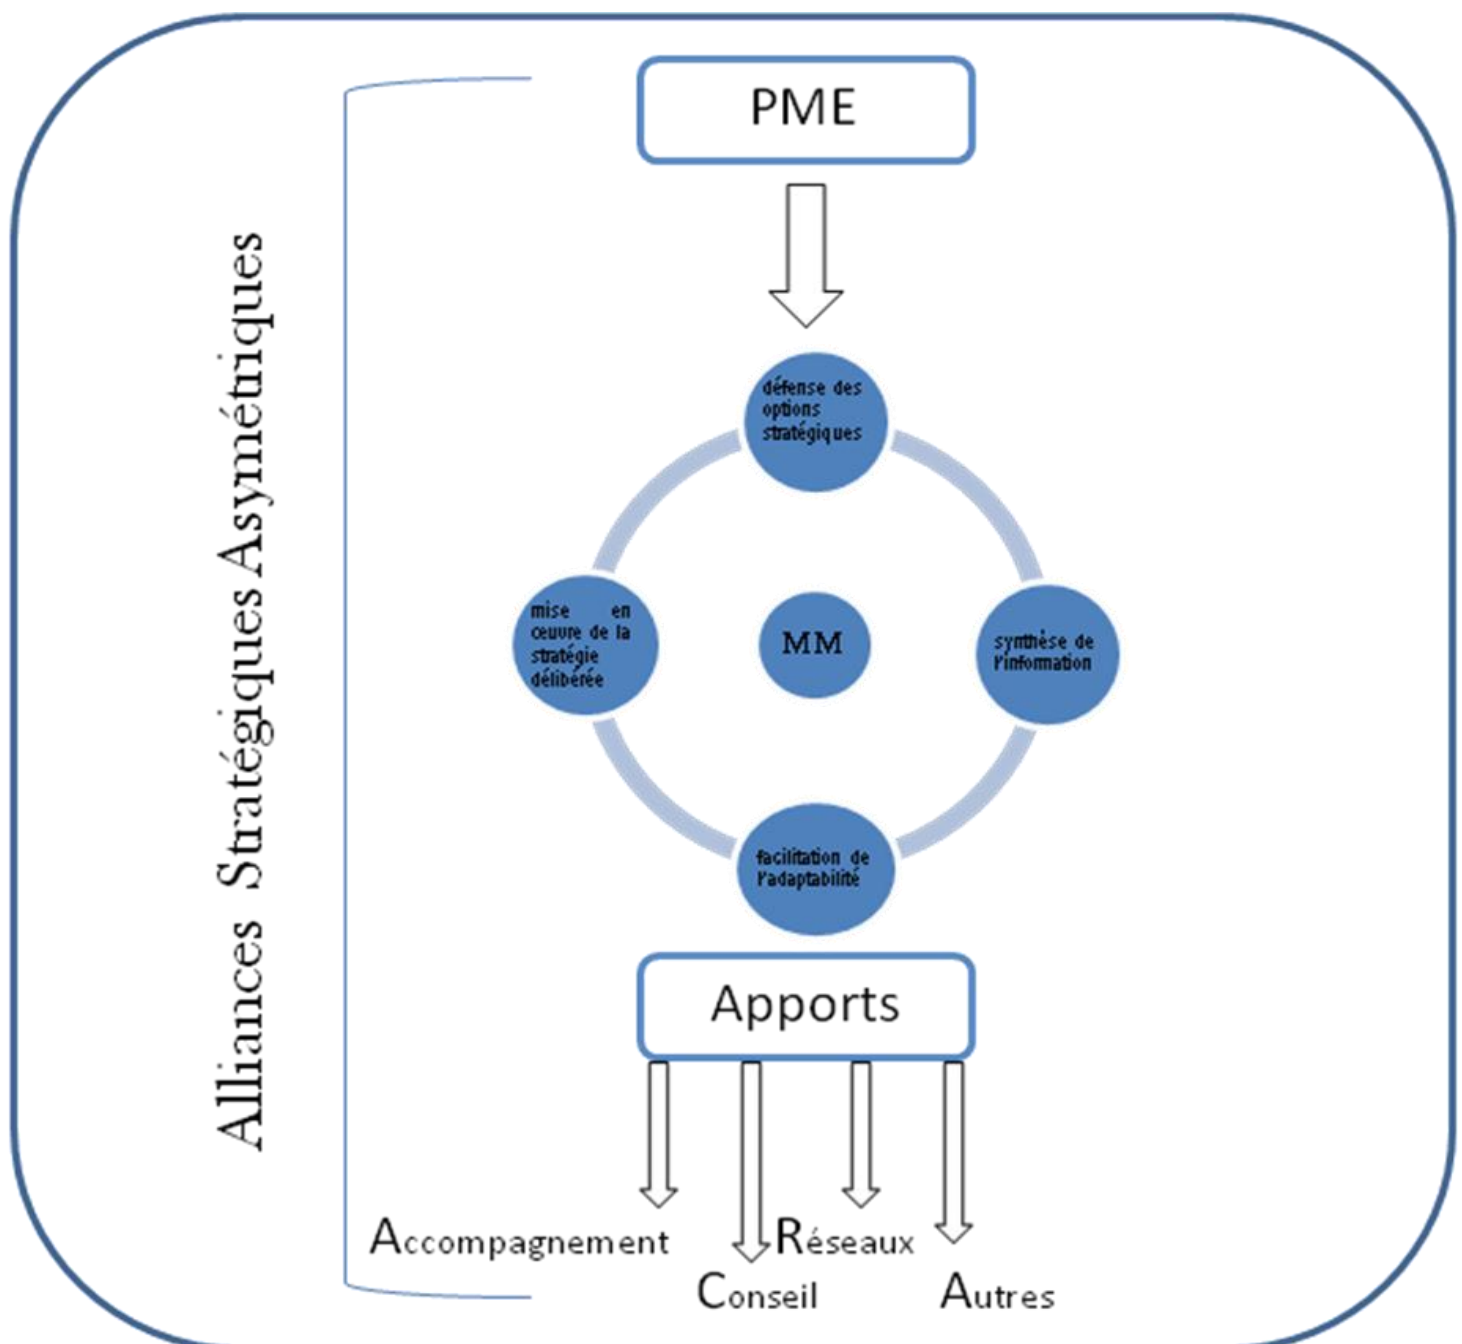 Alliances Stratégiques Asymétriques
PME
défense des
options
stratégiques
mise en
œuvre de la
stratégie
délibérée
MM
synthèse de
l'information
facilitation de
l'adaptabilité
Apports
Accompagnement
Réseaux
Conseil
Autres